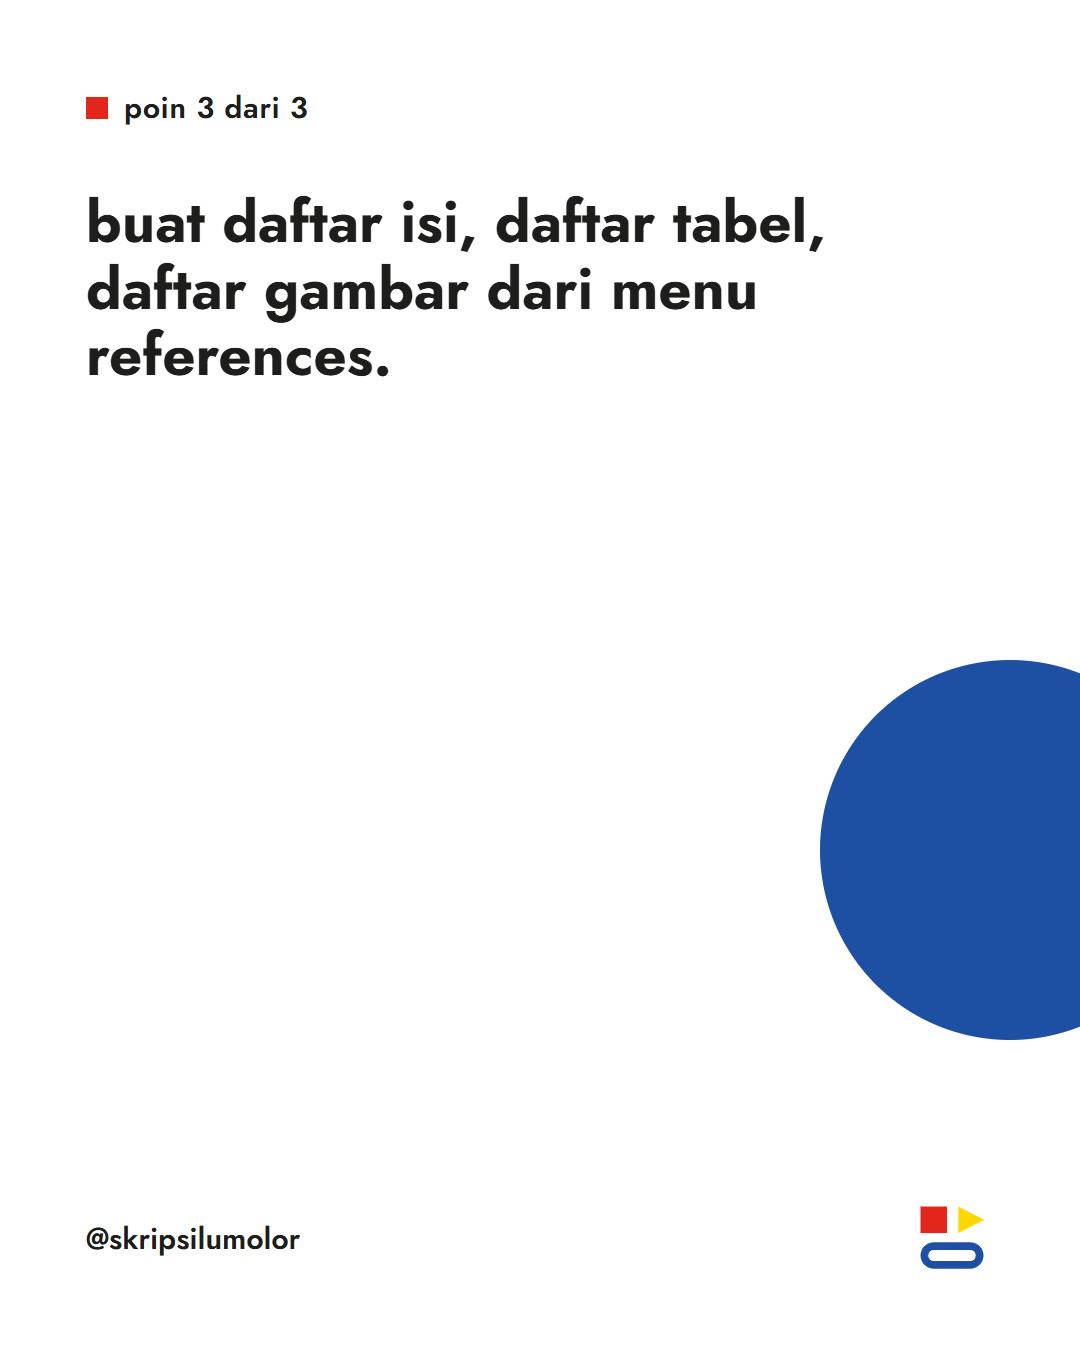 poin 3 dari 3
buat daftar isi, daftar tabel,
daftar gambar dari menu
references.
@skripsilumolor